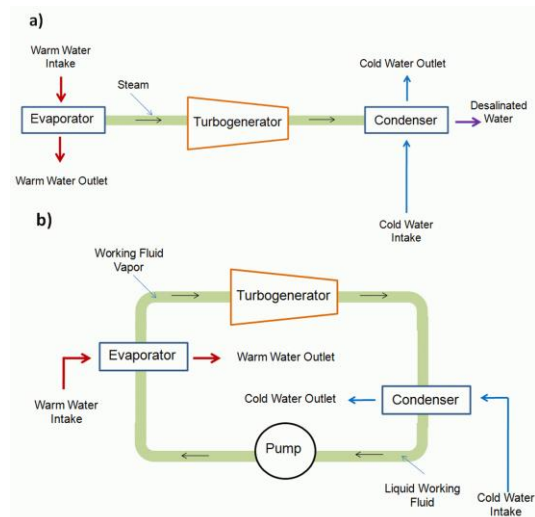 a)
Warm Water
Intake
Steam
Evaporator
Turbogenerator
Warm Water Outlet
Cold Water Outlet
Condenser
Desalinated
Water
Cold Water
Intake
b)
Working Fluid
Vapor
Turbogenerator
Evaporator
Warm Water Outlet
Warm Water
Intake
Cold Water Outlet
Condenser
Pump
Liquid Working
Fluid
Cold Water
Intake